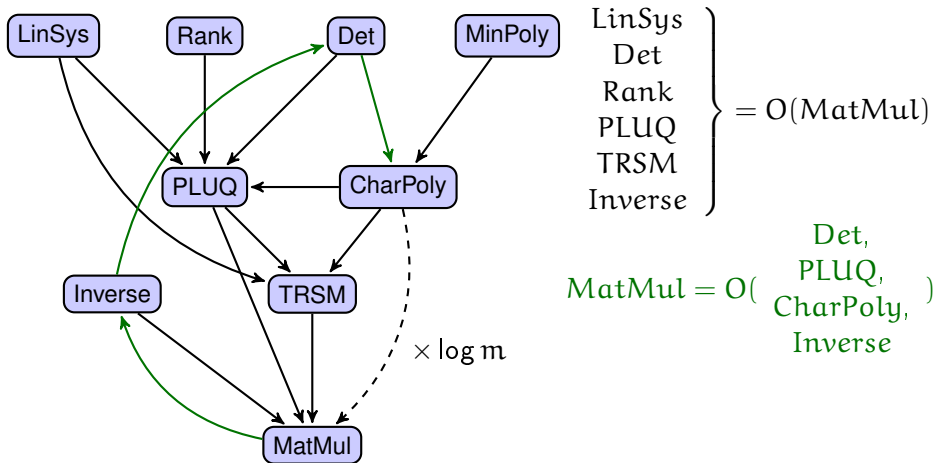 LinSys
Rank
Det
MinPoly
PLUQ
CharPoly
Inverse
TRSM
× log m
MatMul
LinSys
Det
Rank
PLUQ
TRSM
Inverse
} = O(MatMul)
MatMul = O(
Det,
PLUQ,
CharPoly,
Inverse
)